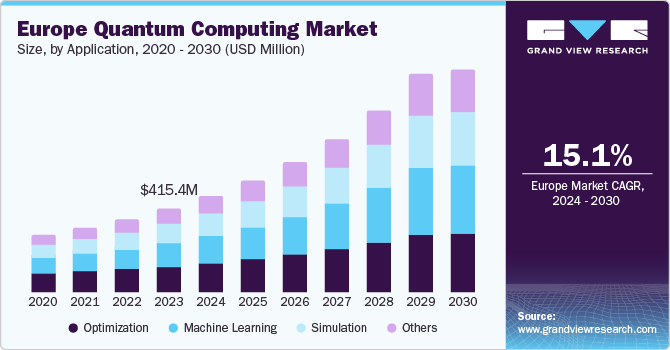 Europe Quantum Computing Market
Size, by Application, 2020 - 2030 (USD Million)
$415.4M
2020 2021 2022 2023 2024 2025 2026 2027 2028 2029 2030
Optimization Machine Learning Simulation Others
GRAND VIEW RESEARCH
15.1%
Europe Market CAGR,
2024 - 2030
Source:
www.grandviewresearch.com